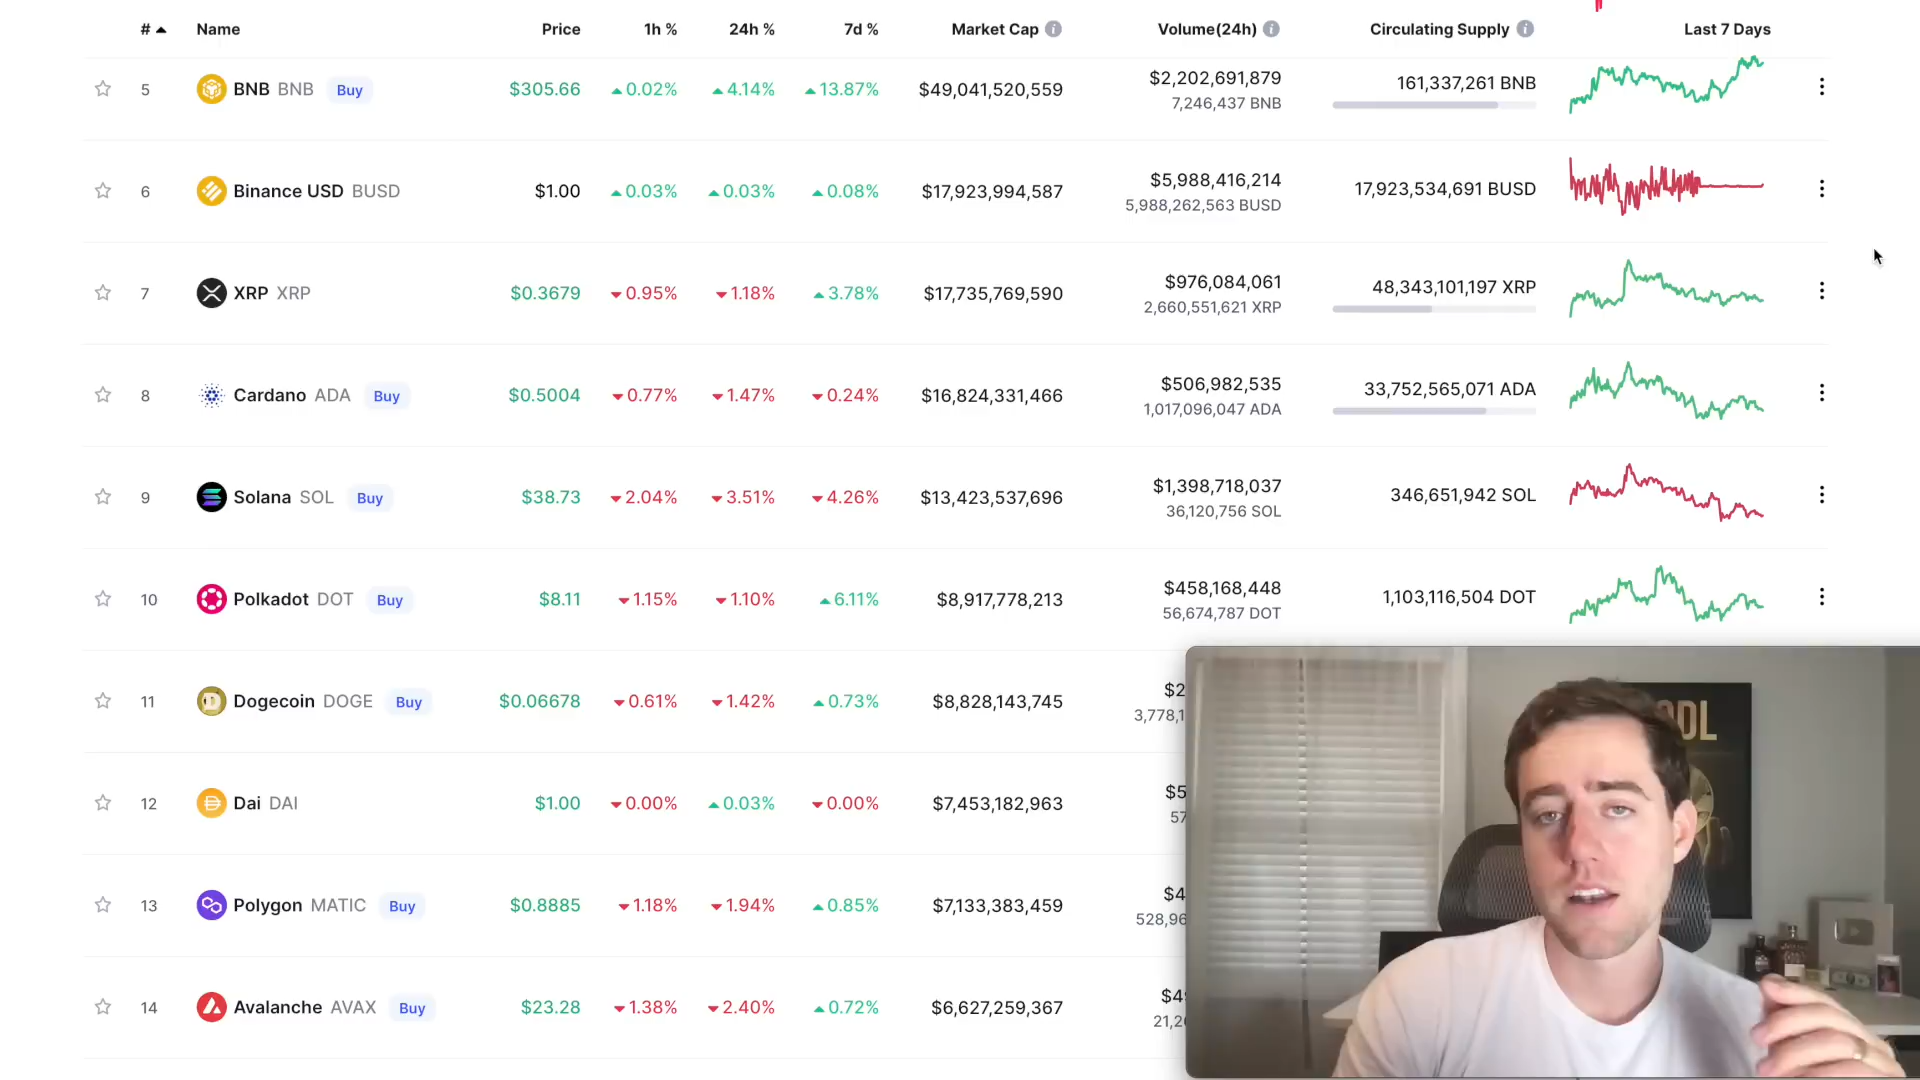 # Name Price 1h % 24h % 7d % Market Cap Volume(24h) Circulating Supply Last 7 Days
5 BNB BNB Buy $305.66 0.02% 4.14% 13.87% $49,041,520,559 $2,202,691,879 161,337,261 BNB
7,246,437 BNB
6 Binance USD BUSD $1.00 0.03% 0.03% 0.08% $17,923,994,587 $5,988,416,214 17,923,534,691 BUSD
5,988,262,563 BUSD
7 XRP XRP $0.3679 0.95% 1.18% 3.78% $17,735,769,590 $976,084,061 48,343,101,197 XRP
2,660,551,621 XRP
8 Cardano ADA Buy $0.5004 0.77% 1.47% 0.24% $16,824,331,466 $506,982,535 33,752,565,071 ADA
1,017,096,047 ADA
9 Solana SOL Buy $38.73 2.04% 3.51% 4.26% $13,423,537,696 $1,398,718,037 346,651,942 SOL
36,120,756 SOL
10 Polkadot DOT Buy $8.11 1.15% 1.10% 6.11% $8,917,778,213 $458,168,448 1,103,116,504 DOT
56,674,787 DOT
11 Dogecoin DOGE Buy $0.06678 0.61% 1.42% 0.73% $8,828,143,745 $2
3,778,1
12 Dai DAI $1.00 0.00% 0.03% 0.00% $7,453,182,963 $5
57
13 Polygon MATIC Buy $0.8885 1.18% 1.94% 0.85% $7,133,383,459 $4
528,96
14 Avalanche AVAX Buy $23.28 1.38% 2.40% 0.72% $6,627,259,367 $4
21,2